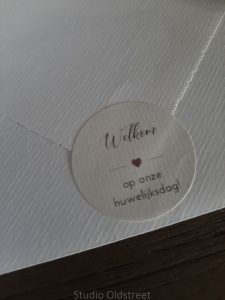 Welkom
op onze
huwelijksdag!
Studio Oldstreet